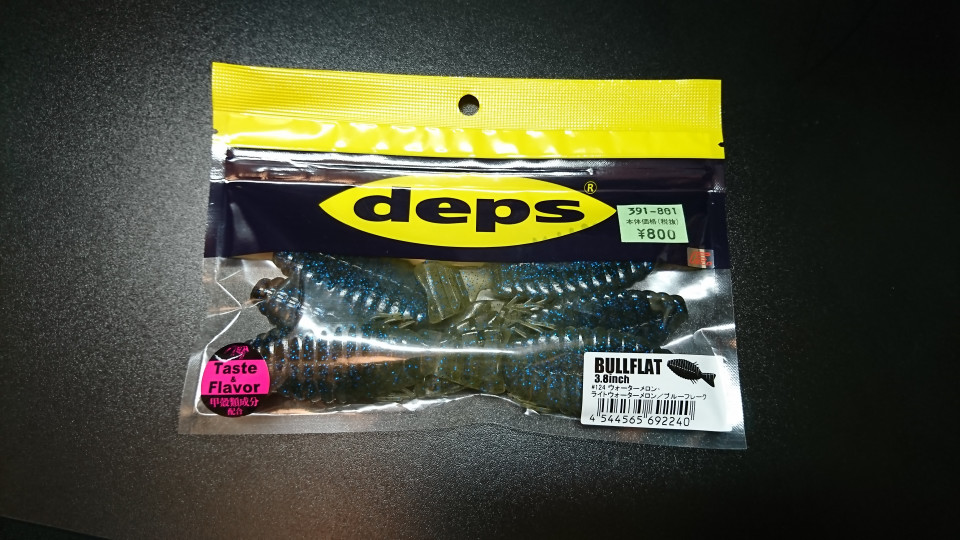 deps®
391-801
本体価格(税抜)
¥800
Taste
&
Flavor
甲殻類成分
配合
BULLFLAT
3.8inch
#124 ウォーターメロン・
ライトウォーターメロン／ブルーフレーク
4 544565 692240